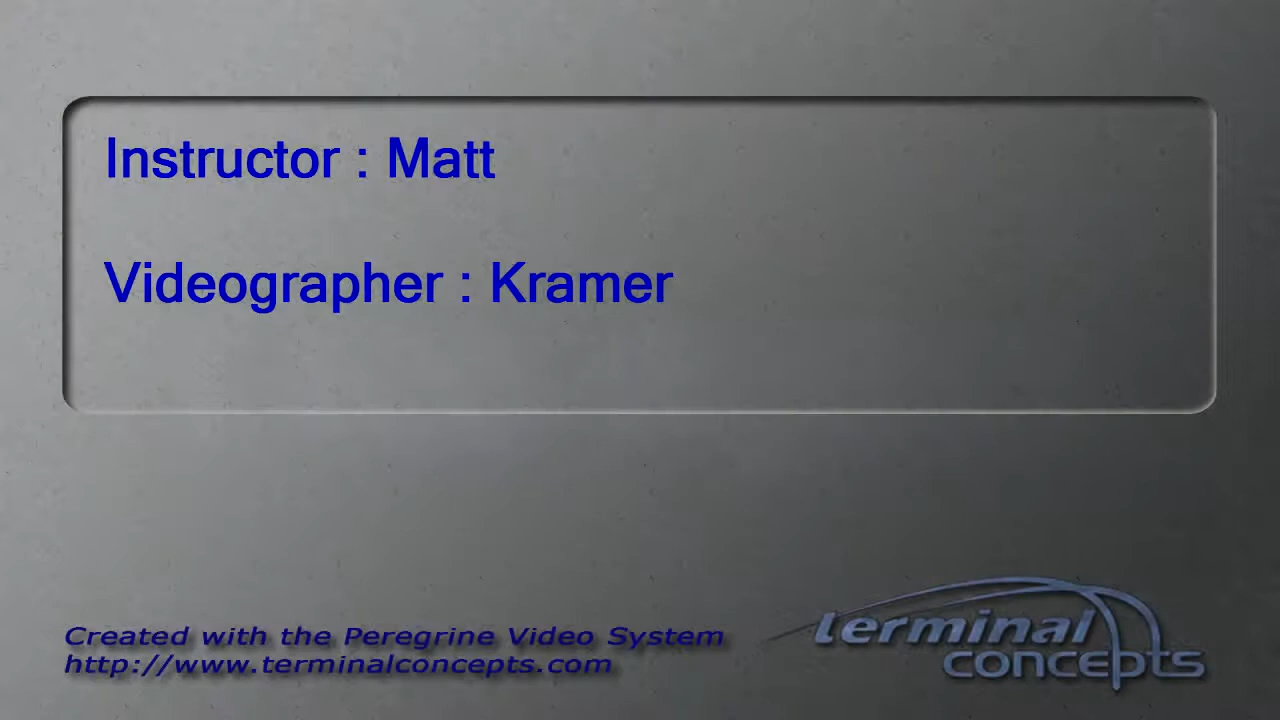 Instructor : Matt
Videographer : Kramer
Created with the Peregrine Video System
http://www.terminalconcepts.com
terminal
concepts